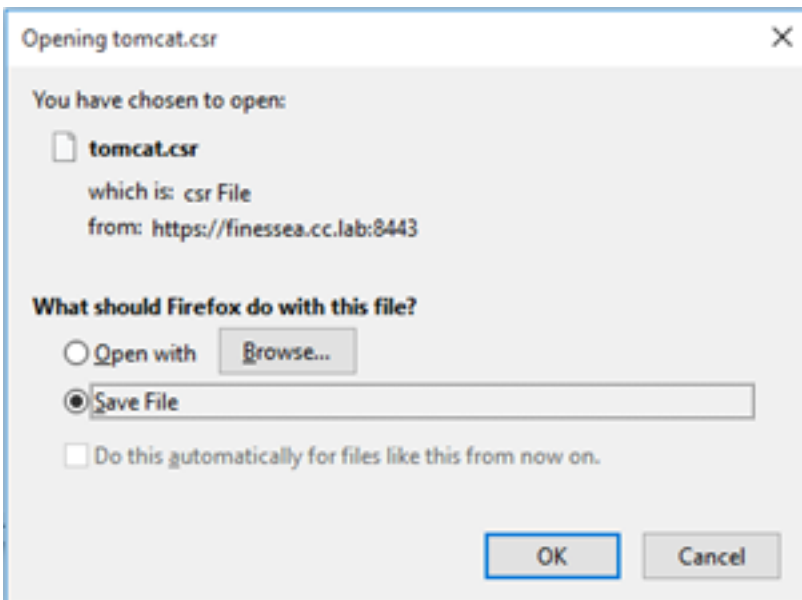 Opening tomcat.csr
You have chosen to open:
tomcat.csr
which is: csr File
from: https://finessea.cc.lab:8443
What should Firefox do with this file?
Open with Browse...
Save File
Do this automatically for files like this from now on.
OK Cancel